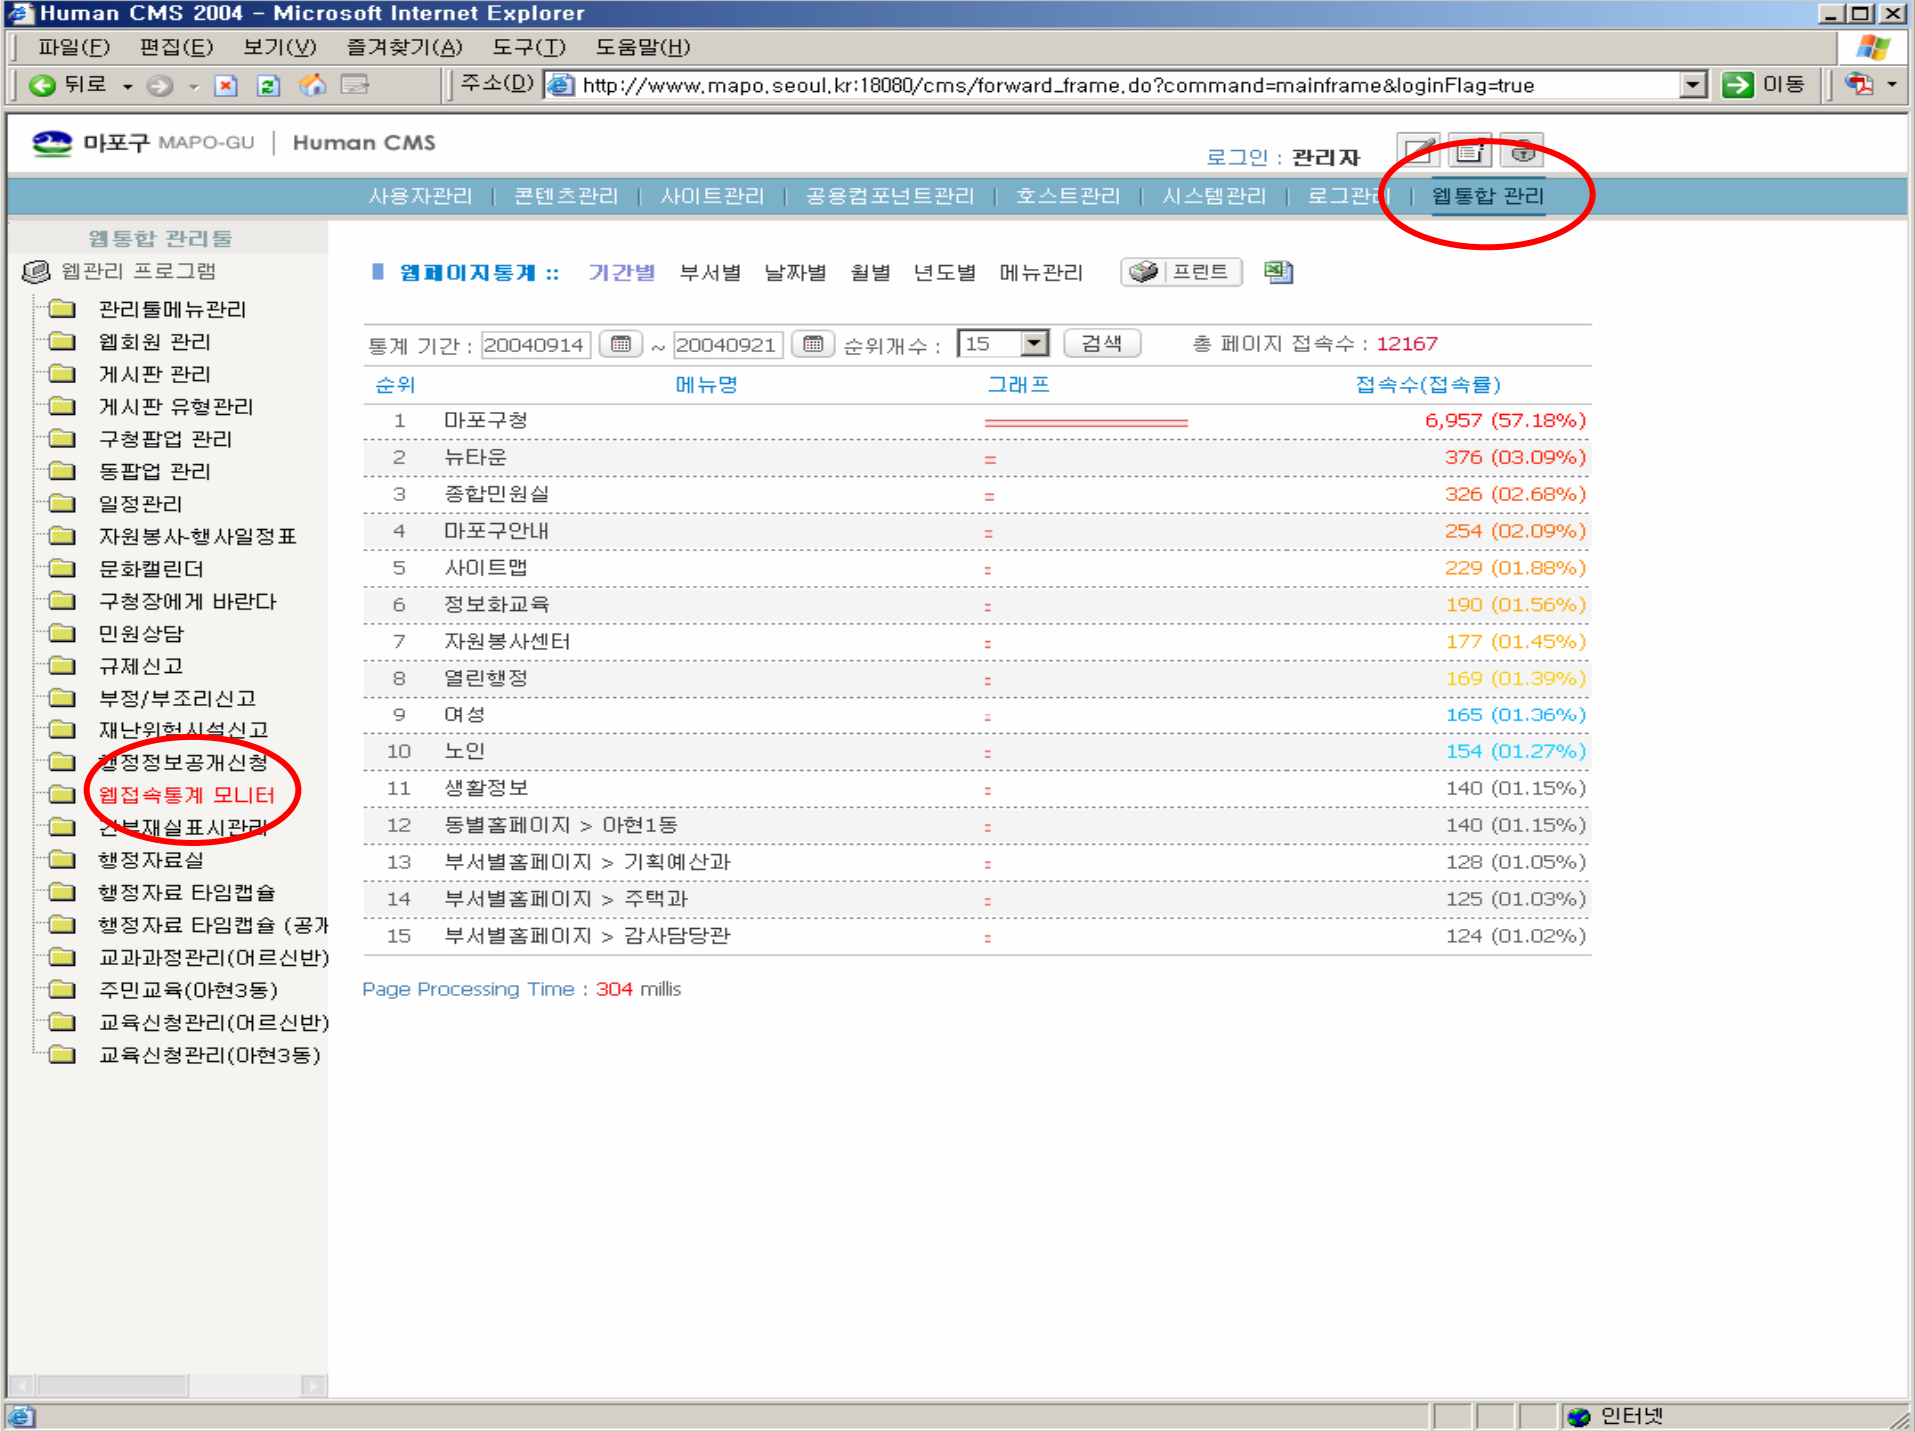 Human CMS 2004 - Microsoft Internet Explorer
파일(F) 편집(E) 보기(V) 즐겨찾기(A) 도구(T) 도움말(H)
뒤로 주소(D) http://www.mapo.seoul.kr:18080/cms/forward_frame.do?command=mainframe&loginFlag=true 이동
마포구 MAPO-GU | Human CMS
로그인 : 관리자
사용자관리 | 콘텐츠관리 | 사이트관리 | 공용컴포넌트관리 | 호스트관리 | 시스템관리 | 로그관리 | 웹통합 관리
웹통합 관리툴
웹관리 프로그램
관리툴메뉴관리
웹회원 관리
게시판 관리
게시판 유형관리
구청팝업 관리
동팝업 관리
일정관리
자원봉사-행사일정표
문화캘린더
구청장에게 바란다
민원상담
규제신고
부정/부조리신고
재난위험시설신고
행정정보공개신청
웹접속통계 모니터
간부재실표시관리
행정자료실
행정자료 타임캡슐
행정자료 타임캡슐 (공개
교과과정관리(어르신반)
주민교육(아현3동)
교육신청관리(어르신반)
교육신청관리(아현3동)
웹페이지통계 :: 기간별 부서별 날짜별 월별 년도별 메뉴관리 프린트
통계 기간 : 20040914 ~ 20040921 순위개수 : 15 검색 총 페이지 접속수 : 12167
순위 메뉴명 그래프 접속수(접속률)
1 마포구청 6,957 (57.18%)
2 뉴타운 376 (03.09%)
3 종합민원실 326 (02.68%)
4 마포구안내 254 (02.09%)
5 사이트맵 229 (01.88%)
6 정보화교육 190 (01.56%)
7 자원봉사센터 177 (01.45%)
8 열린행정 169 (01.39%)
9 여성 165 (01.36%)
10 노인 154 (01.27%)
11 생활정보 140 (01.15%)
12 동별홈페이지 > 아현1동 140 (01.15%)
13 부서별홈페이지 > 기획예산과 128 (01.05%)
14 부서별홈페이지 > 주택과 125 (01.03%)
15 부서별홈페이지 > 감사담당관 124 (01.02%)
Page Processing Time : 304 millis
인터넷